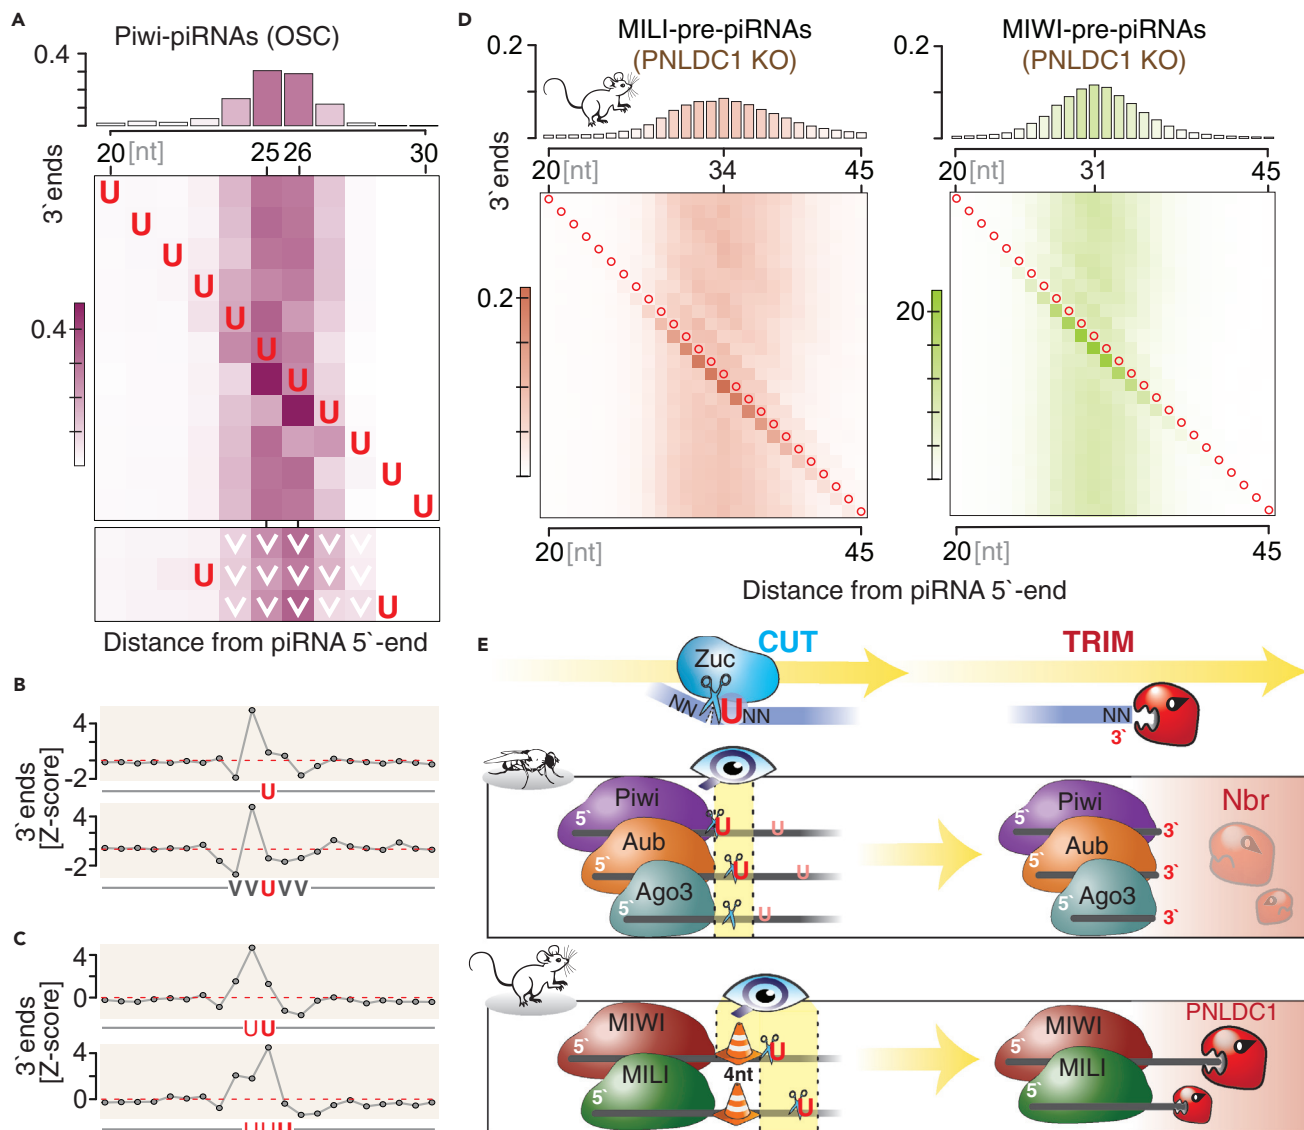 A
Piwi-piRNAs (OSC)
0.4
20 [nt] 25 26 30
U
U
U
U
U
U
U
U
U
U
U
0.4
V V V V V
U V V V V V
V V V V V U
Distance from piRNA 5`-end
B
4
-2
3`ends
[Z-score]
U
4
-2
VVUVV
C
4
0
3`ends
[Z-score]
UU
4
0
UUU
D
MILI-pre-piRNAs
(PNLDC1 KO)
0.2
3`ends
20 [nt] 34 45
0.2
20 [nt] 45
MIWI-pre-piRNAs
(PNLDC1 KO)
0.2
20 [nt] 31 45
20
20 [nt] 45
Distance from piRNA 5`-end
E
CUT
Zuc
NN U NN
TRIM
NN
3`
Piwi
5`
U U
Aub
5`
U U
Ago3
5`
U
Piwi
5` 3`
Aub
5` 3`
Ago3
3`
Nbr
MIWI
5`
U
4nt
MILI
5`
U
MIWI
5`
MILI
5`
PNLDC1